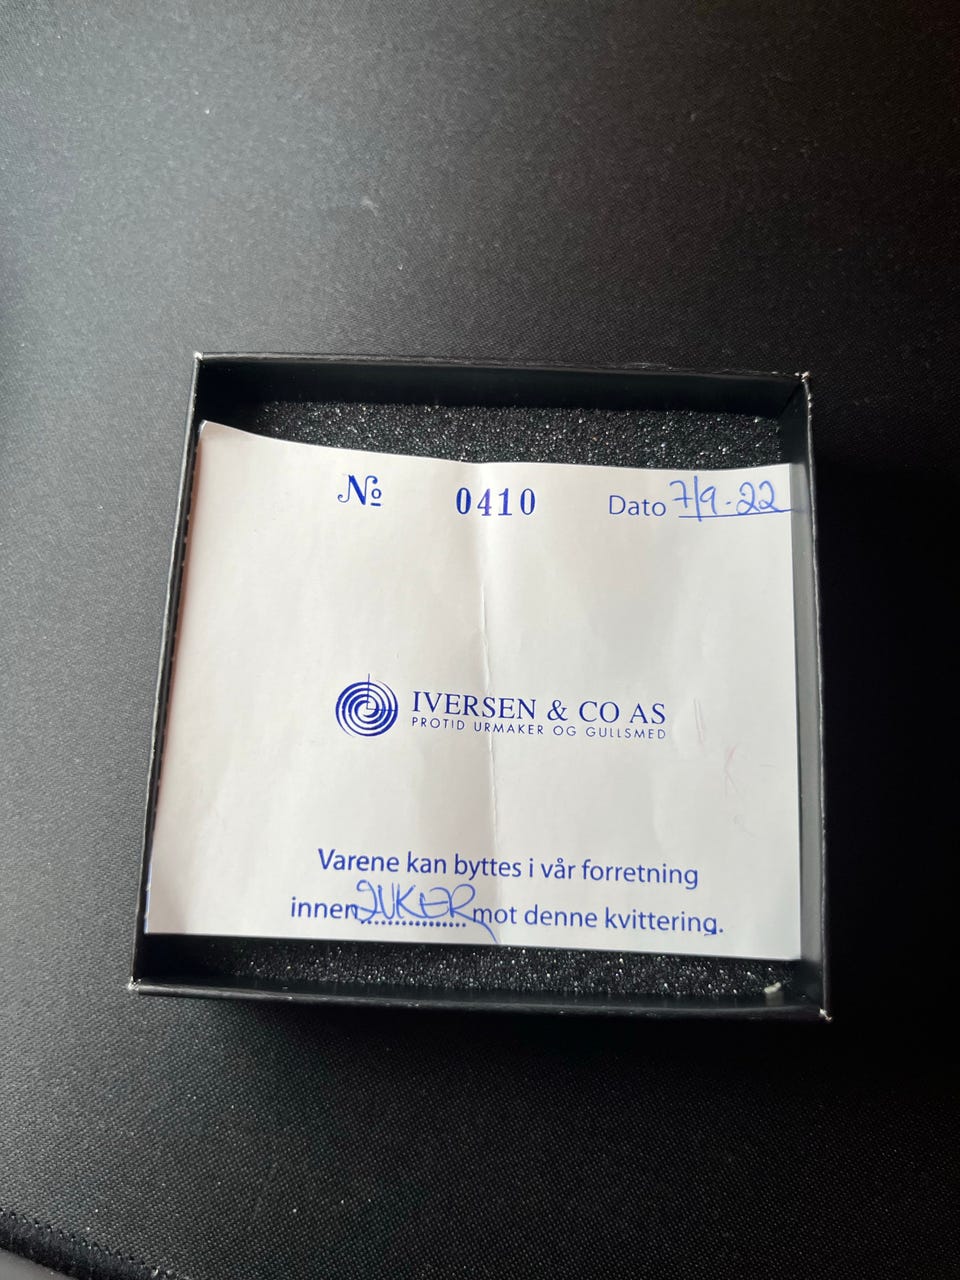 № 0410 Dato 7/9-22
IVERSEN & CO AS
PROTID URMAKER OG GULLSMED
Varene kan byttes i vår forretning
innen 2UKER mot denne kvittering.